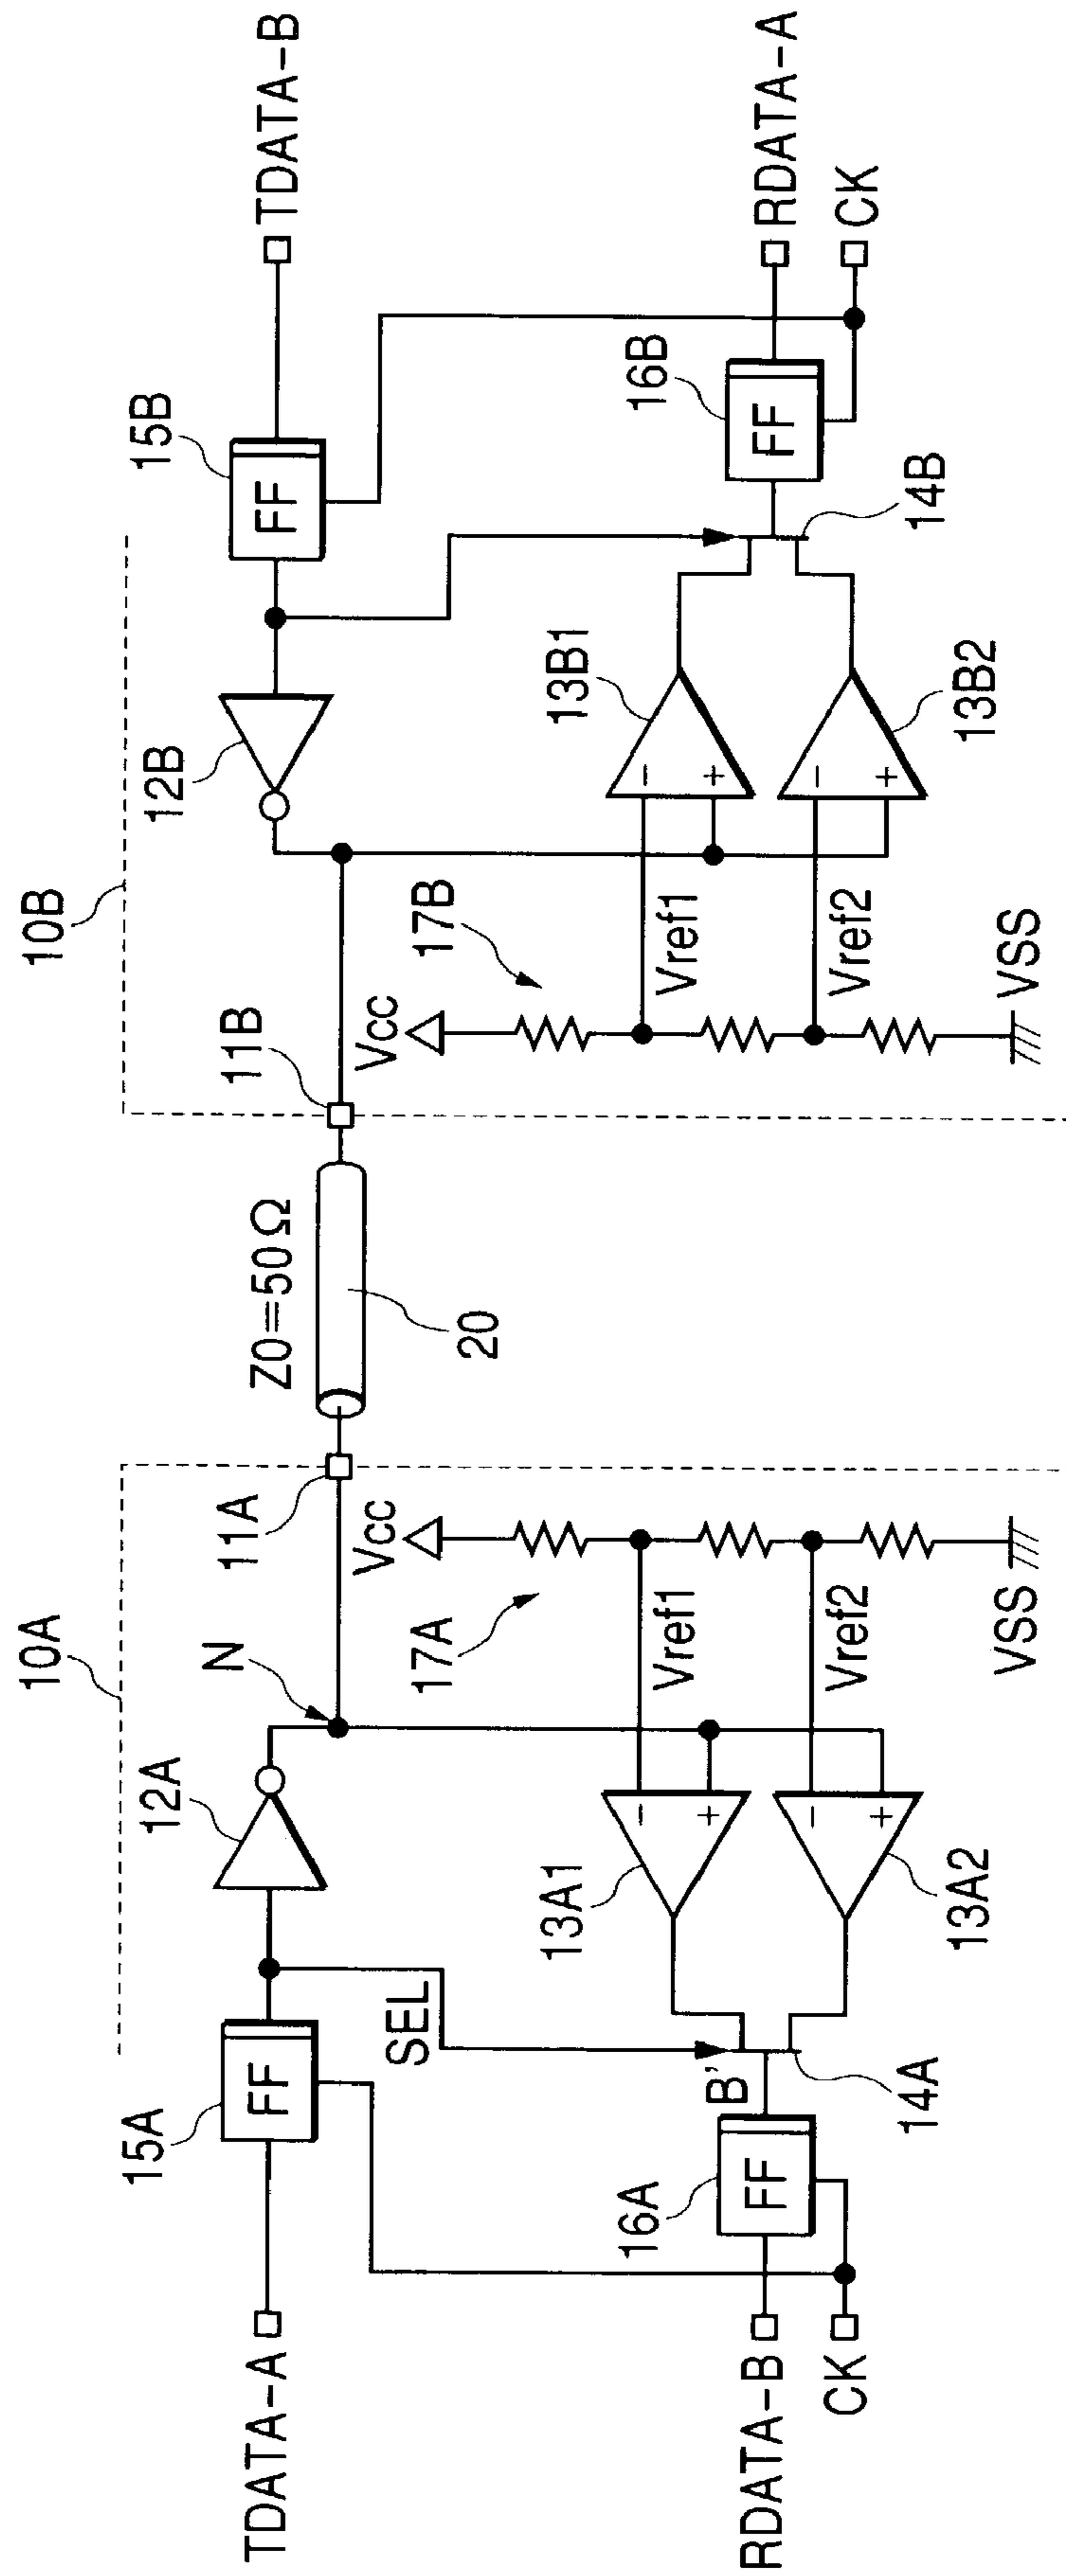 10A
10B
TDATA-A
15A
FF
12A
N
11A
Z0=50Ω
20
11B
12B
15B
FF
TDATA-B
SEL
17A
Vcc
Vcc
17B
RDATA-B
16A
FF
B'
14A
13A1
-
+
Vref1
Vref1
13B1
-
+
14B
16B
FF
RDATA-A
CK
13A2
-
+
Vref2
Vref2
-
+
13B2
CK
VSS
VSS